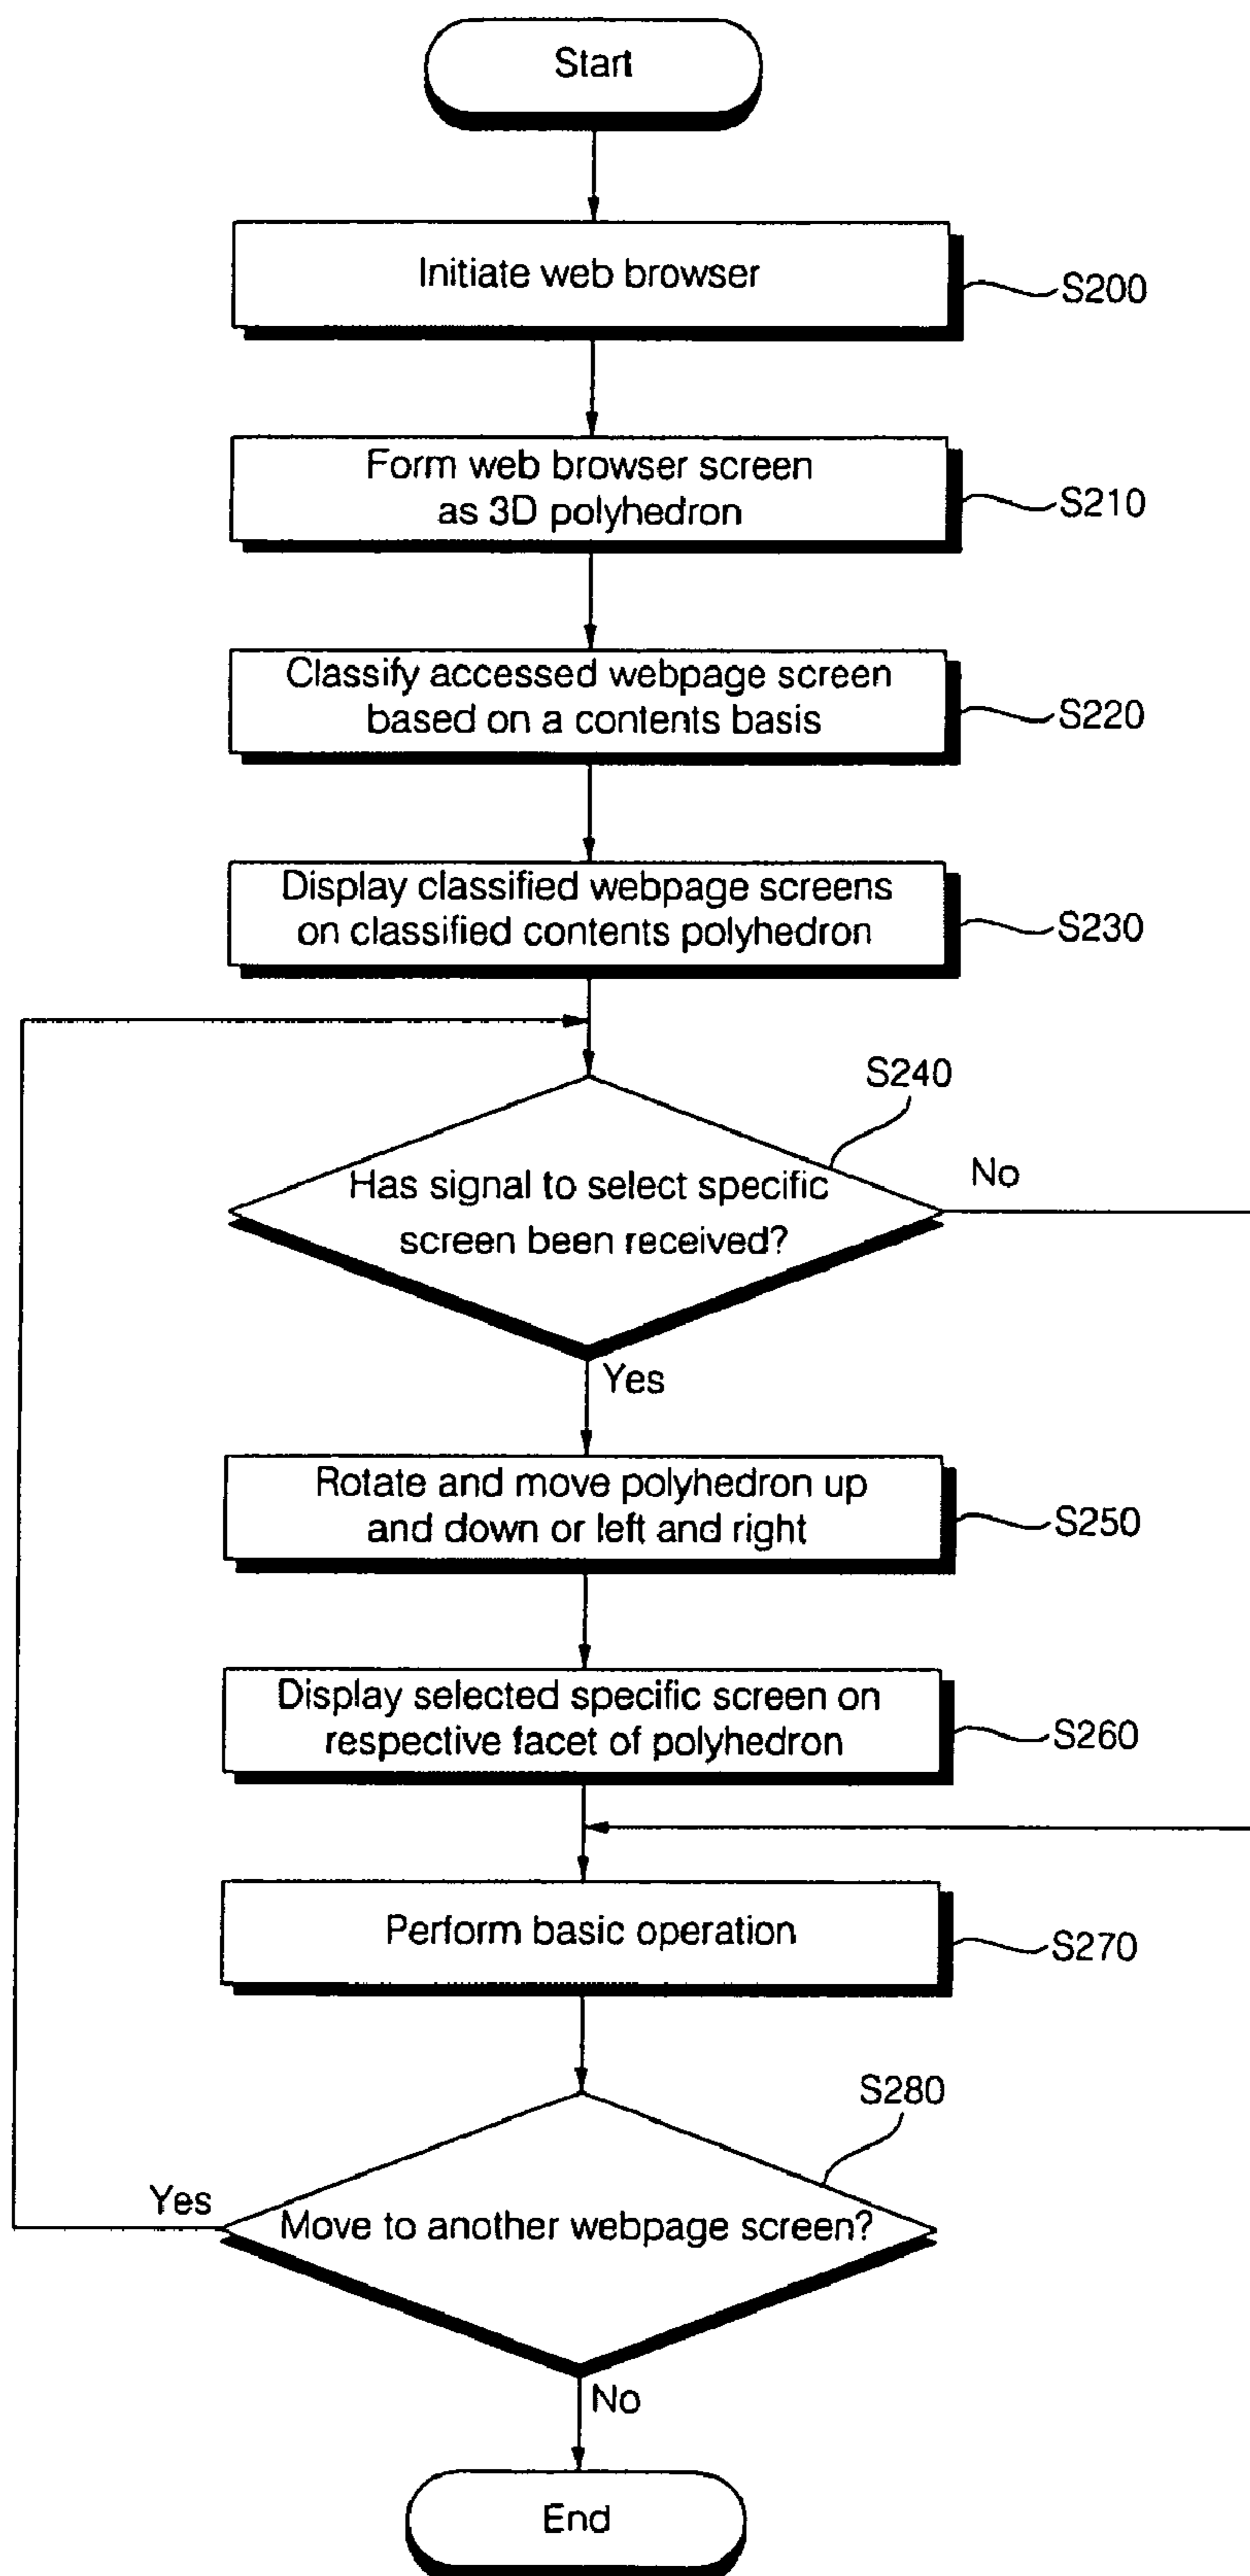 Start
Initiate web browser
S200
Form web browser screen
as 3D polyhedron
S210
Classify accessed webpage screen
based on a contents basis
S220
Display classified webpage screens
on classified contents polyhedron
S230
S240
Has signal to select specific
screen been received?
No
Yes
Rotate and move polyhedron up
and down or left and right
S250
Display selected specific screen on
respective facet of polyhedron
S260
Perform basic operation
S270
S280
Yes
Move to another webpage screen?
No
End